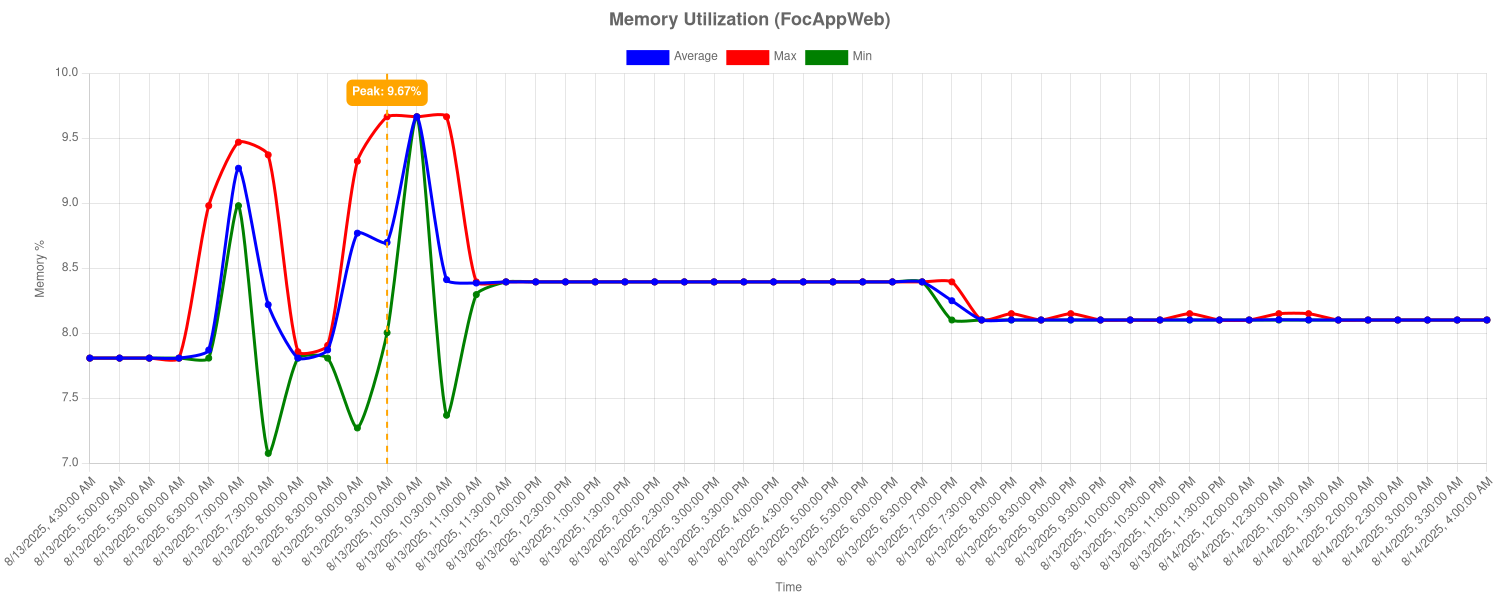 Memory Utilization (FocAppWeb)
Average Max Min
Peak: 9.67%
10.0
9.5
9.0
8.5
8.0
7.5
7.0
Memory %
8/13/2025, 4:30:00 AM
8/13/2025, 5:00:00 AM
8/13/2025, 5:30:00 AM
8/13/2025, 6:00:00 AM
8/13/2025, 6:30:00 AM
8/13/2025, 7:00:00 AM
8/13/2025, 7:30:00 AM
8/13/2025, 8:00:00 AM
8/13/2025, 8:30:00 AM
8/13/2025, 9:00:00 AM
8/13/2025, 9:30:00 AM
8/13/2025, 10:00:00 AM
8/13/2025, 10:30:00 AM
8/13/2025, 11:00:00 AM
8/13/2025, 11:30:00 AM
8/13/2025, 12:00:00 PM
8/13/2025, 12:30:00 PM
8/13/2025, 1:00:00 PM
8/13/2025, 1:30:00 PM
8/13/2025, 2:00:00 PM
8/13/2025, 2:30:00 PM
8/13/2025, 3:00:00 PM
8/13/2025, 3:30:00 PM
8/13/2025, 4:00:00 PM
8/13/2025, 4:30:00 PM
8/13/2025, 5:00:00 PM
8/13/2025, 5:30:00 PM
8/13/2025, 6:00:00 PM
8/13/2025, 6:30:00 PM
8/13/2025, 7:00:00 PM
8/13/2025, 7:30:00 PM
8/13/2025, 8:00:00 PM
8/13/2025, 8:30:00 PM
8/13/2025, 9:00:00 PM
8/13/2025, 9:30:00 PM
8/13/2025, 10:00:00 PM
8/13/2025, 10:30:00 PM
8/13/2025, 11:00:00 PM
8/13/2025, 11:30:00 PM
8/14/2025, 12:00:00 AM
8/14/2025, 12:30:00 AM
8/14/2025, 1:00:00 AM
8/14/2025, 1:30:00 AM
8/14/2025, 2:00:00 AM
8/14/2025, 2:30:00 AM
8/14/2025, 3:00:00 AM
8/14/2025, 3:30:00 AM
8/14/2025, 4:00:00 AM
Time